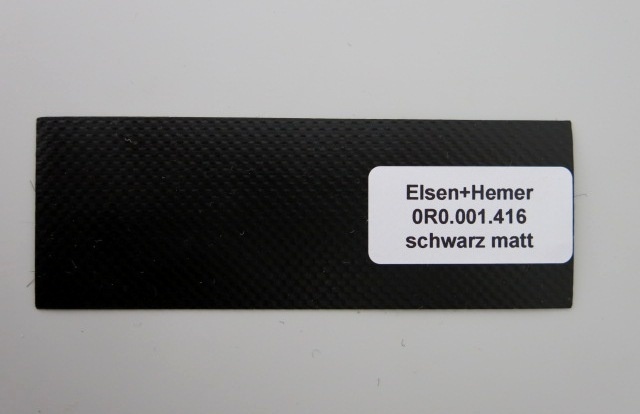 Elsen+Hemer
0R0.001.416
schwarz matt